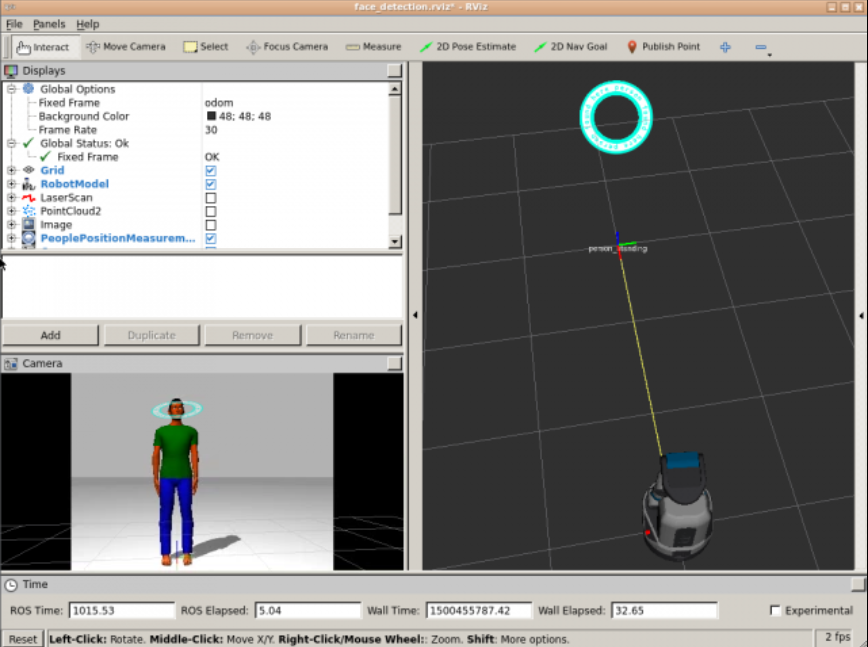 face_detection.rviz* - RViz
File Panels Help
Interact Move Camera Select Focus Camera Measure 2D Pose Estimate 2D Nav Goal Publish Point
Displays
Global Options
Fixed Frame odom
Background Color 48; 48; 48
Frame Rate 30
Global Status: Ok
Fixed Frame OK
Grid
RobotModel
LaserScan
PointCloud2
Image
PeoplePositionMeasurem...
Add Duplicate Remove Rename
Camera
person_standing
Time
ROS Time: 1015.53 ROS Elapsed: 5.04 Wall Time: 1500455787.42 Wall Elapsed: 32.65 Experimental
Reset Left-Click: Rotate. Middle-Click: Move X/Y. Right-Click/Mouse Wheel:: Zoom. Shift: More options. 2 fps